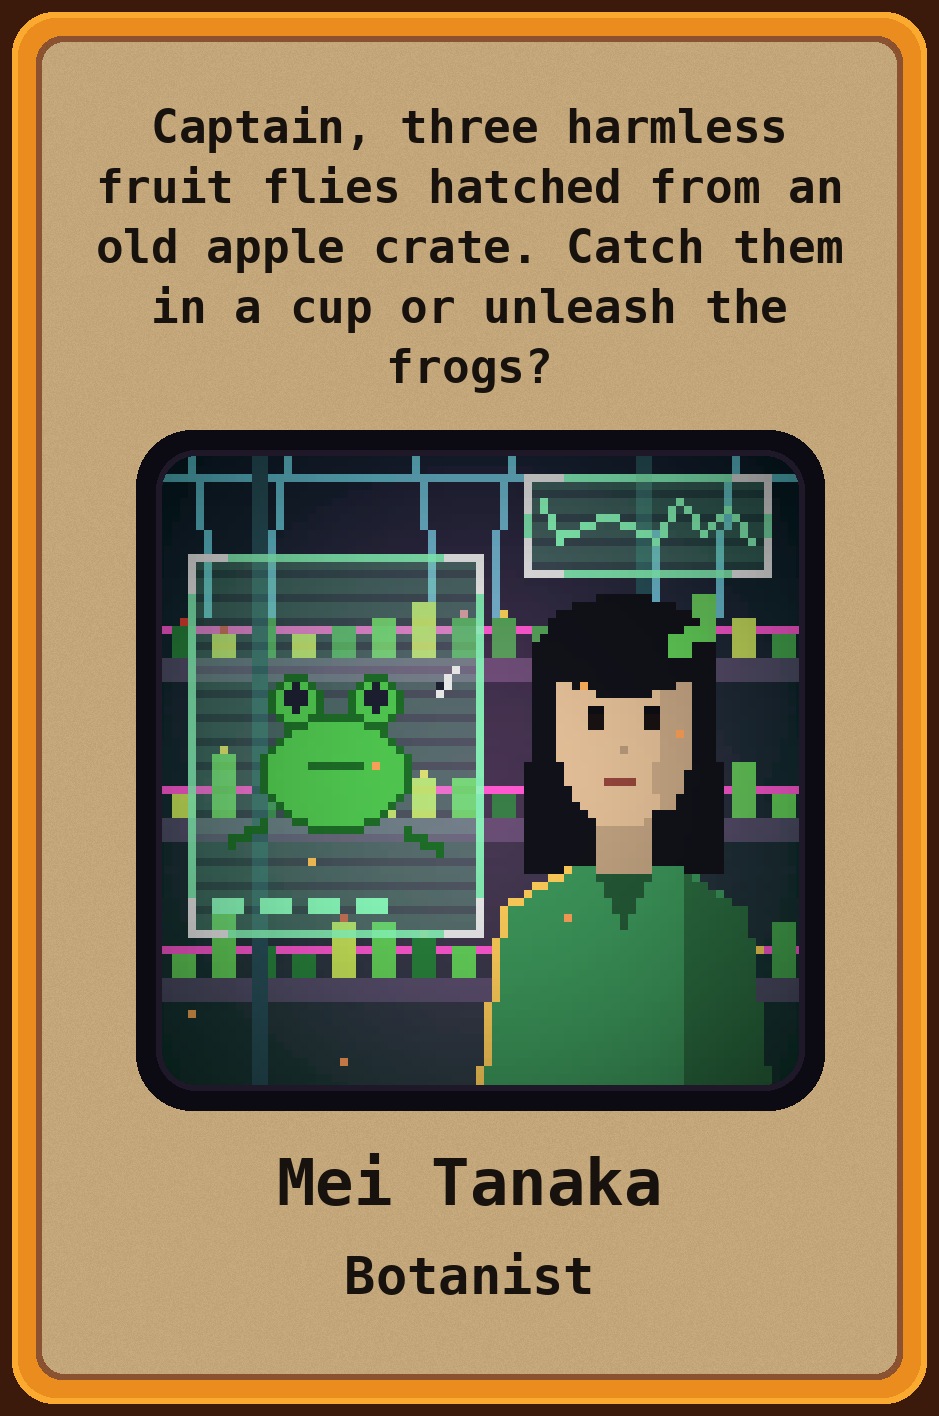 Captain, three harmless
fruit flies hatched from an
old apple crate. Catch them
in a cup or unleash the
frogs?
Mei Tanaka
Botanist